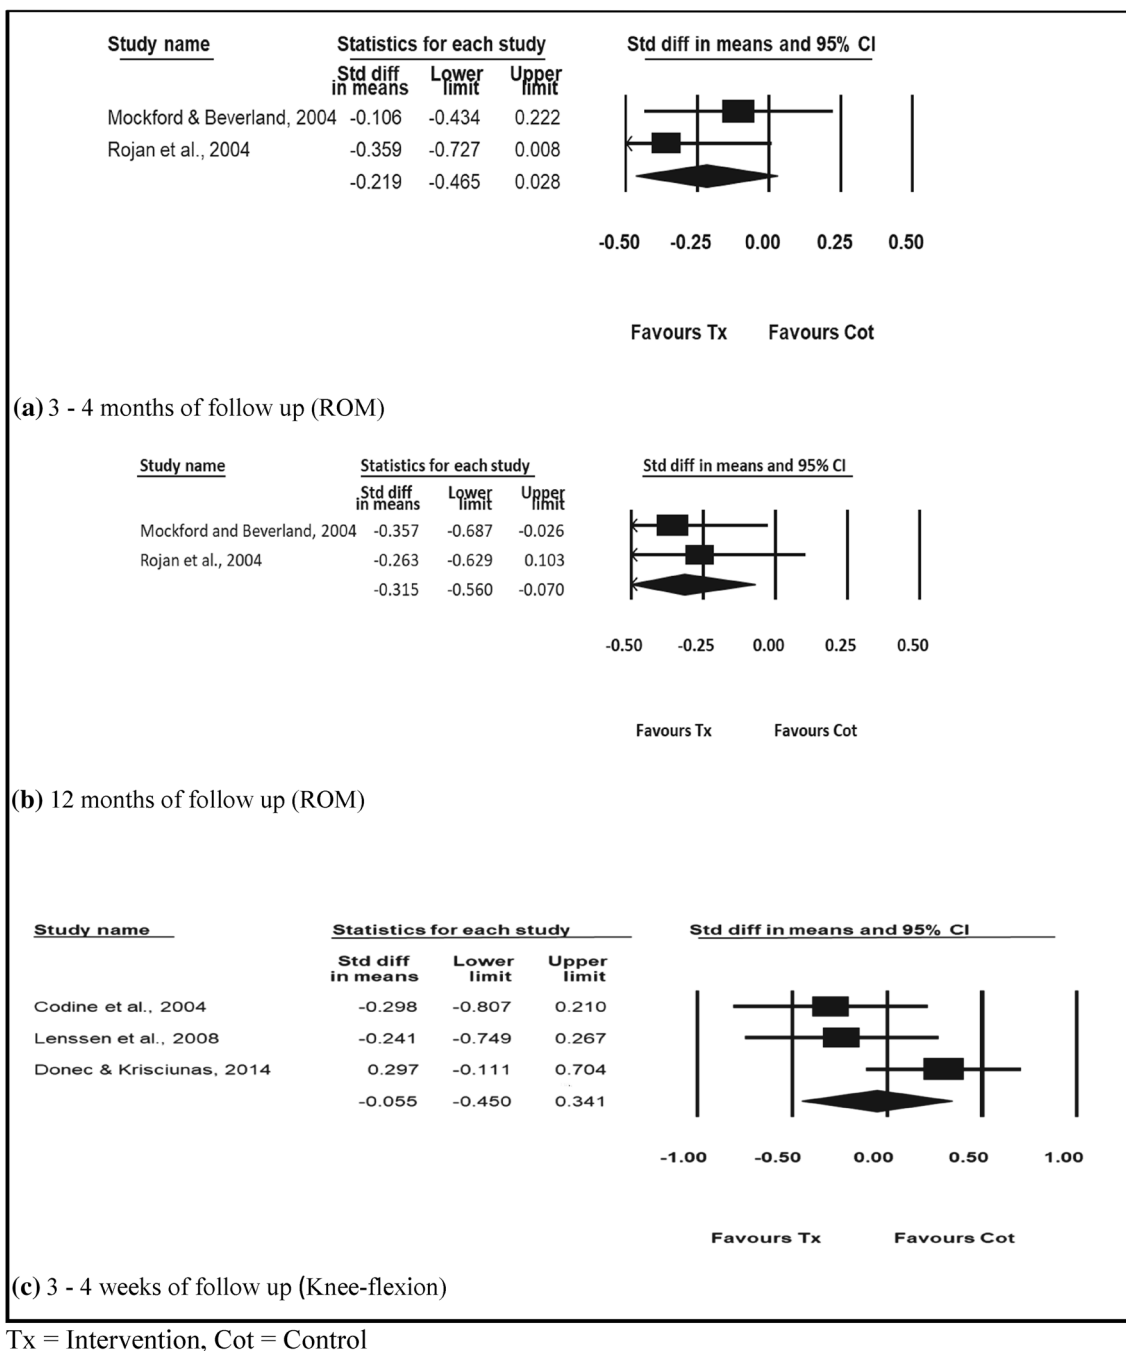 Study name Statistics for each study Std diff in means and 95% CI
Std diff in means Lower limit Upper limit
Mockford & Beverland, 2004 -0.106 -0.434 0.222
Rojan et al., 2004 -0.359 -0.727 0.008
-0.219 -0.465 0.028
-0.50 -0.25 0.00 0.25 0.50
Favours Tx Favours Cot
(a) 3 - 4 months of follow up (ROM)
Study name Statistics for each study Std diff in means and 95% CI
Std diff in means Lower limit Upper limit
Mockford and Beverland, 2004 -0.357 -0.687 -0.026
Rojan et al., 2004 -0.263 -0.629 0.103
-0.315 -0.560 -0.070
-0.50 -0.25 0.00 0.25 0.50
Favours Tx Favours Cot
(b) 12 months of follow up (ROM)
Study name Statistics for each study Std diff in means and 95% CI
Std diff in means Lower limit Upper limit
Codine et al., 2004 -0.298 -0.807 0.210
Lenssen et al., 2008 -0.241 -0.749 0.267
Donec & Krisciunas, 2014 0.297 -0.111 0.704
-0.055 -0.450 0.341
-1.00 -0.50 0.00 0.50 1.00
Favours Tx Favours Cot
(c) 3 - 4 weeks of follow up (Knee-flexion)
Tx = Intervention, Cot = Control